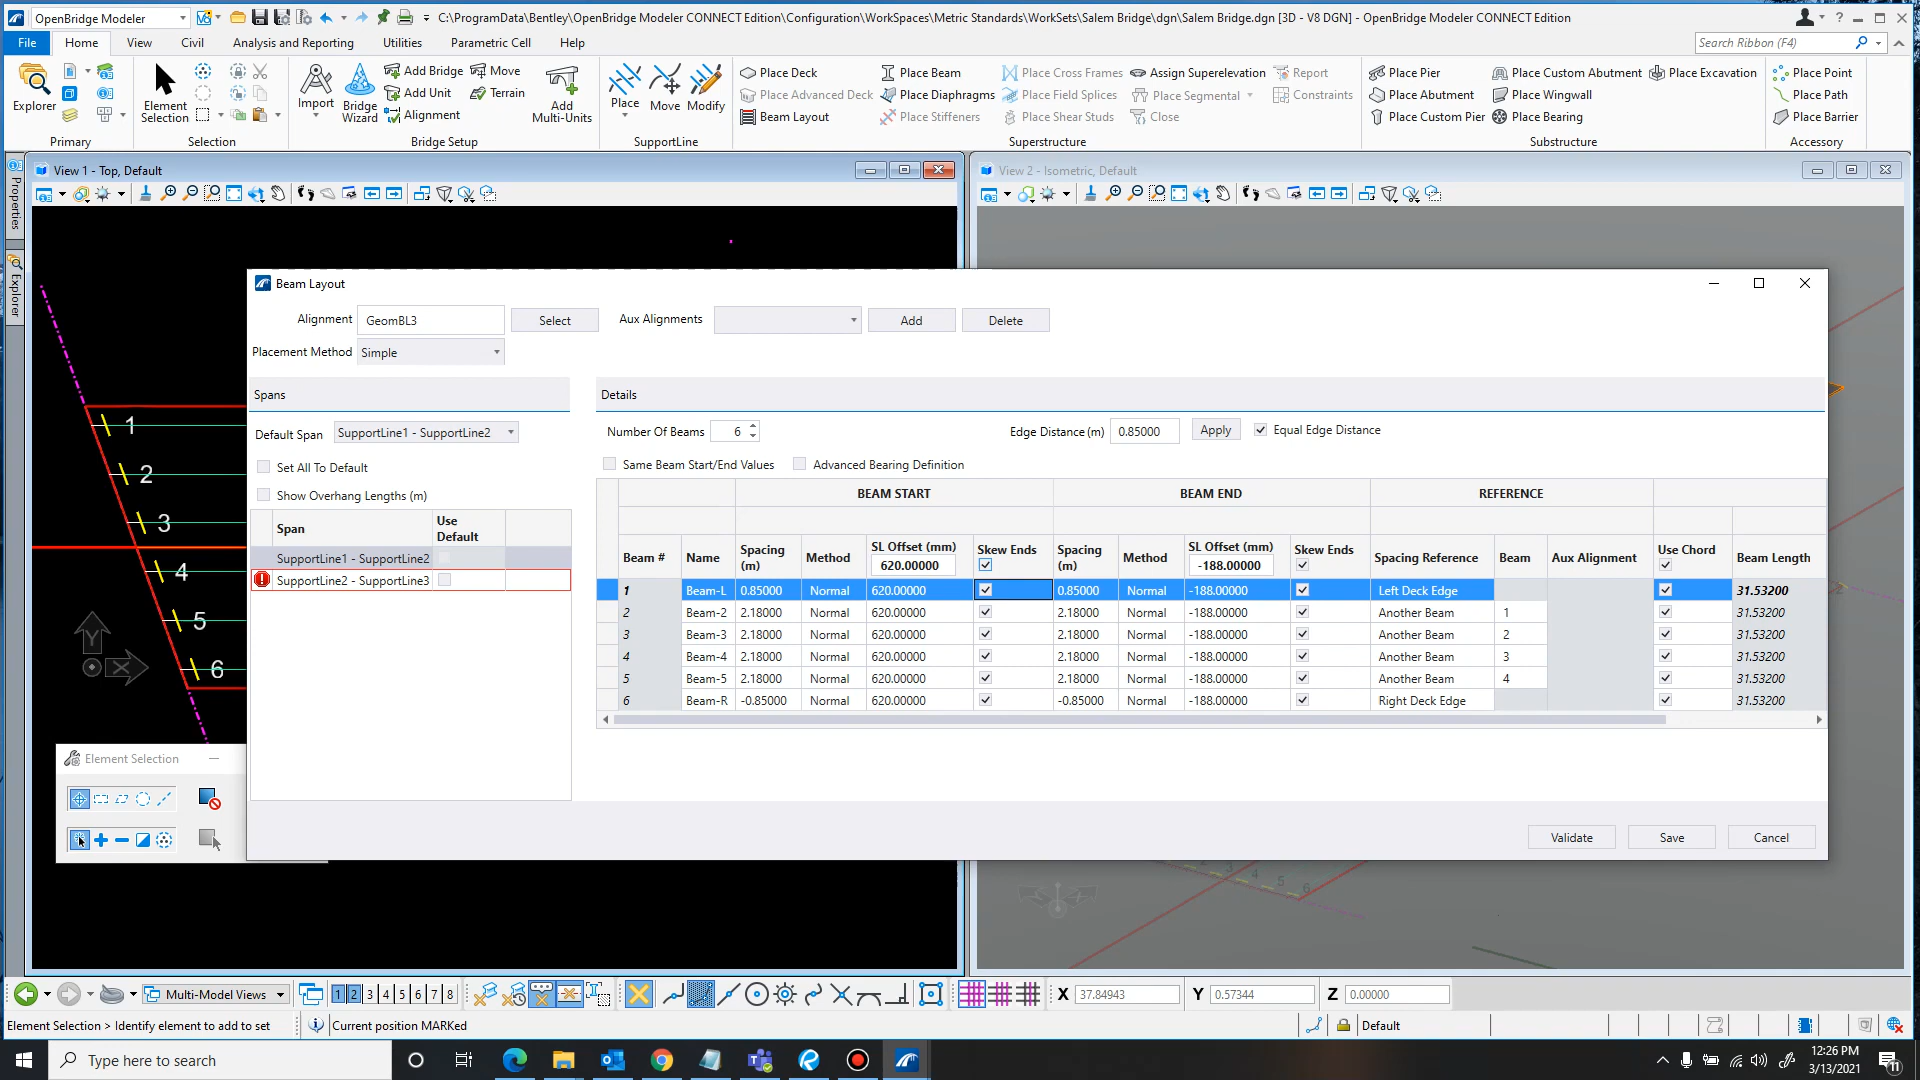 OpenBridge Modeler
C:\ProgramData\Bentley\OpenBridge Modeler CONNECT Edition\Configuration\WorkSpaces\Metric Standards\WorkSets\Salem Bridge\dgn\Salem Bridge.dgn [3D - V8 DGN] - OpenBridge Modeler CONNECT Edition
File Home View Civil Analysis and Reporting Utilities Parametric Cell Help
Search Ribbon (F4)
Explorer
Element Selection
Import
Bridge Wizard
Add Bridge
Add Unit
Alignment
Move
Terrain
Add Multi-Units
Place
Move
Modify
Place Deck
Place Advanced Deck
Beam Layout
Place Beam
Place Diaphragms
Place Stiffeners
Place Cross Frames
Place Field Splices
Place Shear Studs
Assign Superelevation
Place Segmental
Close
Report
Constraints
Place Pier
Place Abutment
Place Custom Pier
Place Custom Abutment
Place Wingwall
Place Bearing
Place Excavation
Place Point
Place Path
Place Barrier
Primary Selection Bridge Setup SupportLine Superstructure Substructure Accessory
View 1 - Top, Default
View 2 - Isometric, Default
Properties
Explorer
1
2
3
4
5
6
Y
X
Beam Layout
Alignment GeomBL3 Select Aux Alignments Add Delete
Placement Method Simple
Spans
Default Span SupportLine1 - SupportLine2
Set All To Default
Show Overhang Lengths (m)
Span Use Default
SupportLine1 - SupportLine2
SupportLine2 - SupportLine3
Details
Number Of Beams 6 Edge Distance (m) 0.85000 Apply Equal Edge Distance
Same Beam Start/End Values Advanced Bearing Definition
BEAM START BEAM END REFERENCE
Beam # Name Spacing (m) Method SL Offset (mm) 620.00000 Skew Ends Spacing (m) Method SL Offset (mm) -188.00000 Skew Ends Spacing Reference Beam Aux Alignment Use Chord Beam Length
1 Beam-L 0.85000 Normal 620.00000 0.85000 Normal -188.00000 Left Deck Edge 31.53200
2 Beam-2 2.18000 Normal 620.00000 2.18000 Normal -188.00000 Another Beam 1 31.53200
3 Beam-3 2.18000 Normal 620.00000 2.18000 Normal -188.00000 Another Beam 2 31.53200
4 Beam-4 2.18000 Normal 620.00000 2.18000 Normal -188.00000 Another Beam 3 31.53200
5 Beam-5 2.18000 Normal 620.00000 2.18000 Normal -188.00000 Another Beam 4 31.53200
6 Beam-R -0.85000 Normal 620.00000 -0.85000 Normal -188.00000 Right Deck Edge 31.53200
Validate Save Cancel
Element Selection
3 4 5 6
Multi-Model Views 1 2 3 4 5 6 7 8 X 37.84943 Y 0.57344 Z 0.00000
Element Selection > Identify element to add to set Current position MARKed Default
Type here to search
12:26 PM
3/13/2021
11